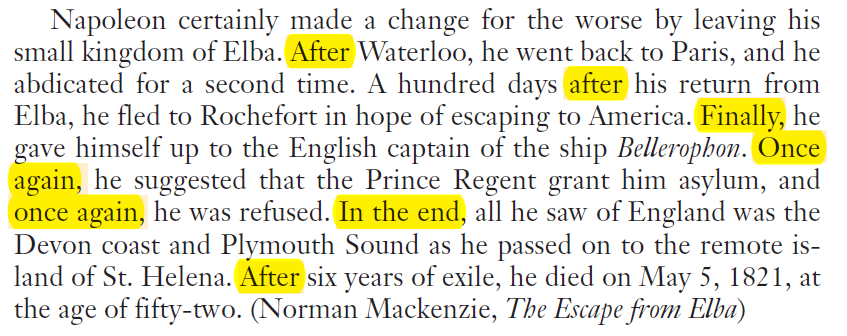 Napoleon certainly made a change for the worse by leaving his
small kingdom of Elba. After Waterloo, he went back to Paris, and he
abdicated for a second time. A hundred days after his return from
Elba, he fled to Rochefort in hope of escaping to America. Finally, he
gave himself up to the English captain of the ship Bellerophon. Once
again, he suggested that the Prince Regent grant him asylum, and
once again, he was refused. In the end, all he saw of England was the
Devon coast and Plymouth Sound as he passed on to the remote is-
land of St. Helena. After six years of exile, he died on May 5, 1821, at
the age of fifty-two. (Norman Mackenzie, The Escape from Elba)